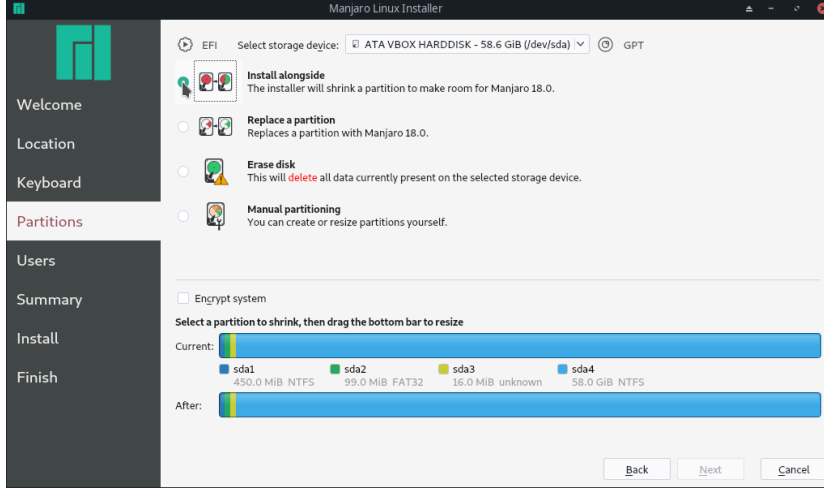 Manjaro Linux Installer
EFI Select storage device: ATA VBOX HARDDISK - 58.6 GiB (/dev/sda) GPT
Install alongside
The installer will shrink a partition to make room for Manjaro 18.0.
Replace a partition
Replaces a partition with Manjaro 18.0.
Erase disk
This will delete all data currently present on the selected storage device.
Manual partitioning
You can create or resize partitions yourself.
Welcome
Location
Keyboard
Partitions
Users
Summary
Install
Finish
Encrypt system
Select a partition to shrink, then drag the bottom bar to resize
Current:
sda1 sda2 sda3 sda4
450.0 MiB NTFS 99.0 MiB FAT32 16.0 MiB unknown 58.0 GiB NTFS
After:
Back Next Cancel